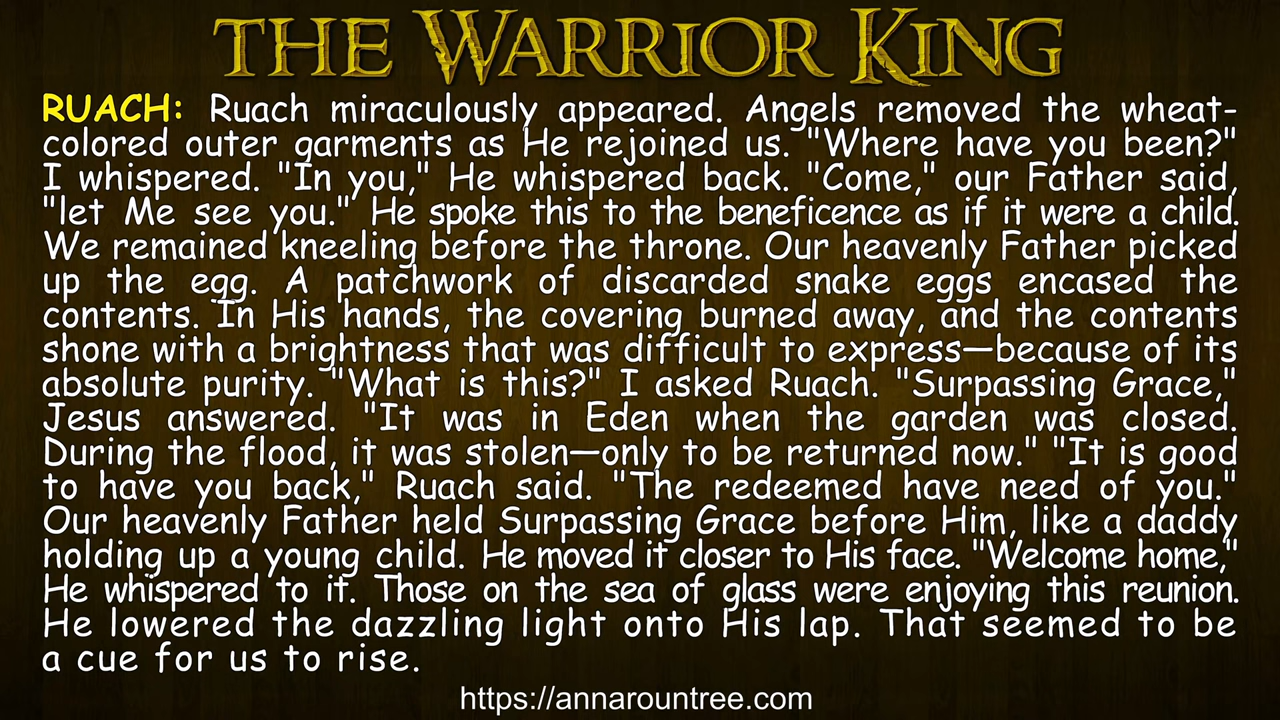 THE WARRIOR KING
RUACH: Ruach miraculously appeared. Angels removed the wheat-
colored outer garments as He rejoined us. "Where have you been?"
I whispered. "In you," He whispered back. "Come," our Father said,
"let Me see you." He spoke this to the beneficence as if it were a child.
We remained kneeling before the throne. Our heavenly Father picked
up the egg. A patchwork of discarded snake eggs encased the
contents. In His hands, the covering burned away, and the contents
shone with a brightness that was difficult to express—because of its
absolute purity. "What is this?" I asked Ruach. "Surpassing Grace,"
Jesus answered. "It was in Eden when the garden was closed.
During the flood, it was stolen—only to be returned now." "It is good
to have you back," Ruach said. "The redeemed have need of you."
Our heavenly Father held Surpassing Grace before Him, like a daddy
holding up a young child. He moved it closer to His face. "Welcome home,"
He whispered to it. Those on the sea of glass were enjoying this reunion.
He lowered the dazzling light onto His lap. That seemed to be
a cue for us to rise.
https://annarountree.com